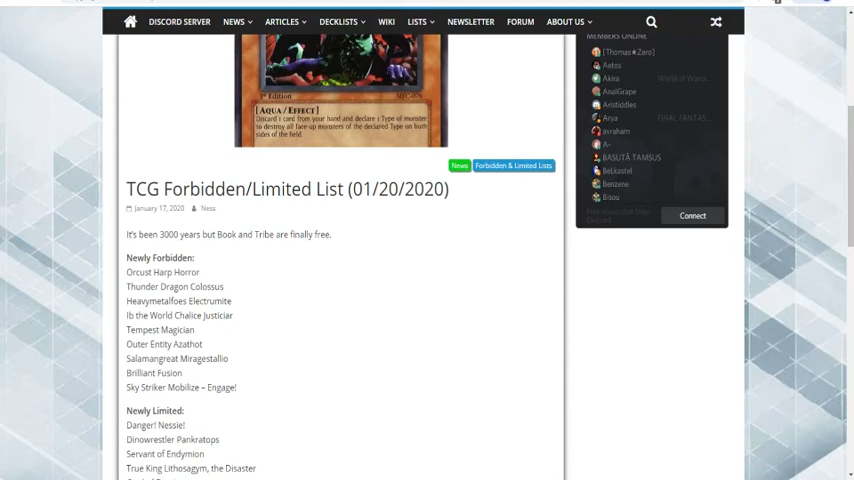 DISCORD SERVER NEWS ARTICLES DECKLISTS WIKI LISTS NEWSLETTER FORUM ABOUT US
1st Edition
[AQUA/EFFECT]
Discard 1 card from your hand and declare 1 Type of monster
to destroy all face-up monsters of the declared Type on both
sides of the field.
News Forbidden & Limited Lists
TCG Forbidden/Limited List (01/20/2020)
January 17, 2020 Ness
It's been 3000 years but Book and Tribe are finally free.
Newly Forbidden:
Orcust Harp Horror
Thunder Dragon Colossus
Heavymetalfoes Electrumite
Ib the World Chalice Justiciar
Tempest Magician
Outer Entity Azathot
Salamangreat Miragestallio
Brilliant Fusion
Sky Striker Mobilize – Engage!
Newly Limited:
Danger! Nessie!
Dinowrestler Pankratops
Servant of Endymion
True King Lithosagym, the Disaster
MEMBERS ONLINE
[Thomas★Zero]
Aetos
Akira
AnalGrape
Aristiddles
Arya FINAL FANTAS...
avraham
A~
BASUTĀ TAMSUS
BeLkastel
Benzene
Bisou
Connect